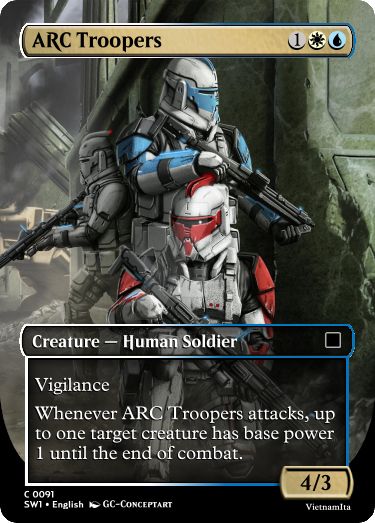 ARC Troopers 1
Creature — Human Soldier
Vigilance
Whenever ARC Troopers attacks, up
to one target creature has base power
1 until the end of combat.
4/3
C 0091
SW1 • English GC-Conceptart
VietnamIta